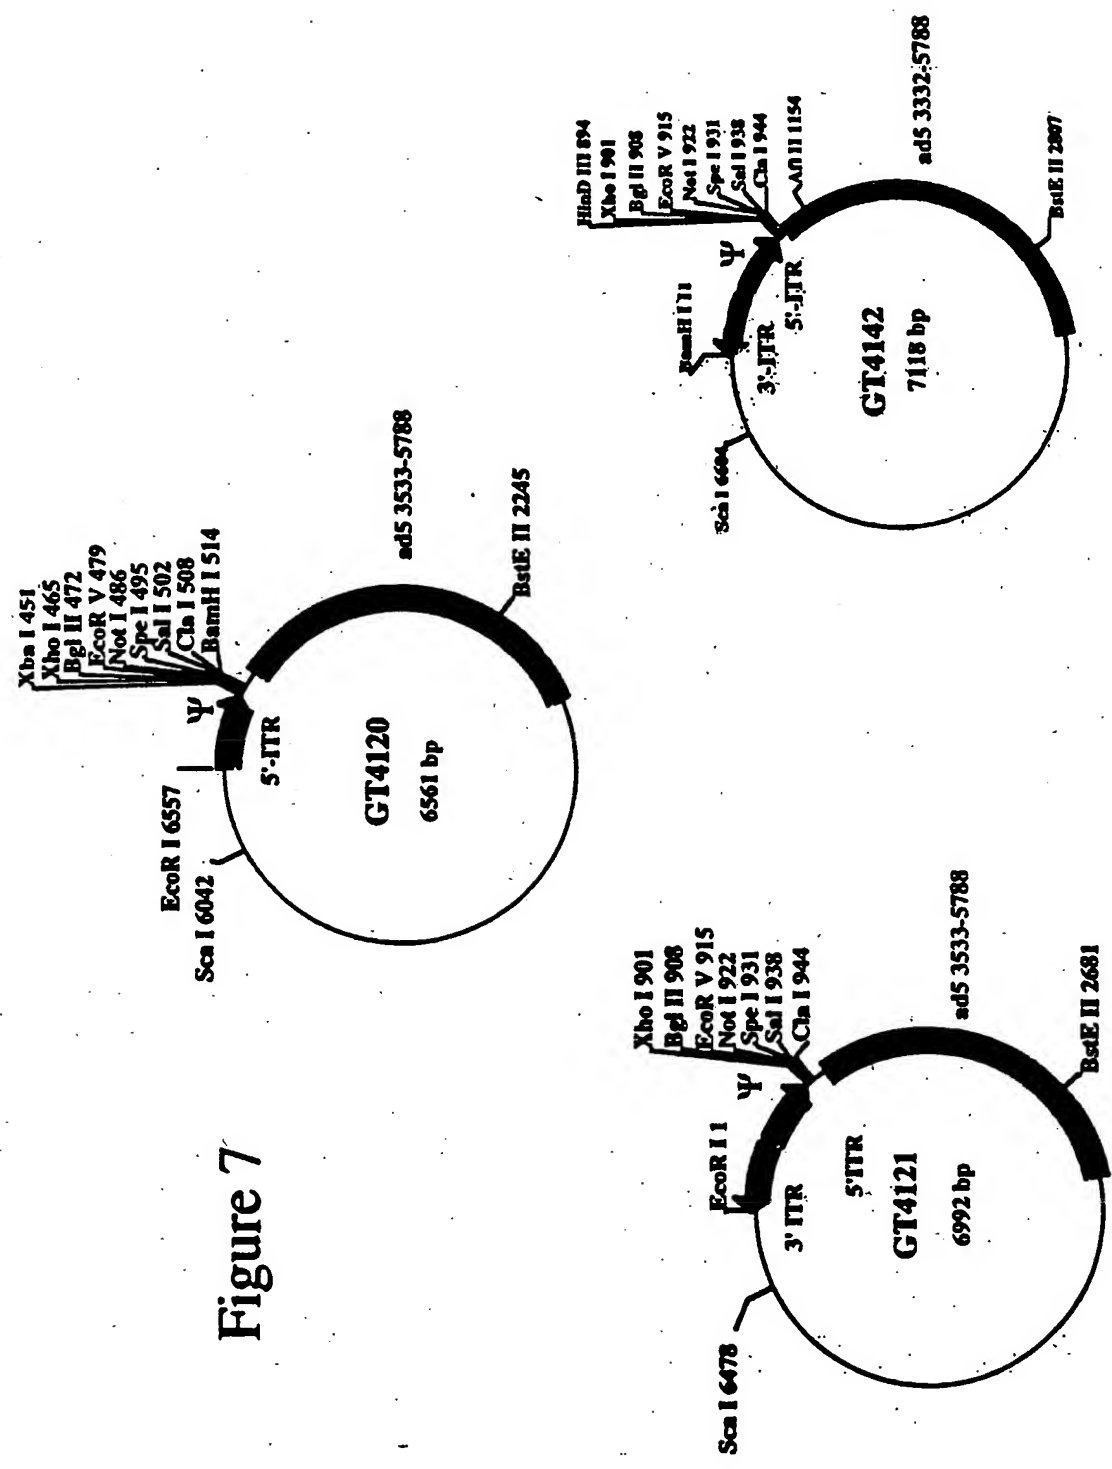 Figure 7
Xba I 451
Xho I 465
Bgl II 472
EcoR V 479
Not I 486
Spe I 495
Sal I 502
Cla I 508
BamH I 514
Ψ
EcoR I 6557
Sca I 6042
5'-ITR
GT4120
6561 bp
ad5 3533-5788
BstE II 2245
Xho I 901
Bgl II 908
EcoR V 915
Not I 922
Spe I 931
Sal I 938
Cla I 944
Ψ
EcoR I 1
Sca I 6478
3' ITR
5'ITR
GT4121
6992 bp
ad5 3533-5788
BstE II 2681
HinD III 894
Xho I 901
Bgl II 908
EcoR V 915
Not I 922
Spe I 931
Sal I 938
Cla I 944
Afl II 1154
Ψ
BamH I 1
Sca I 6604
3'-ITR
5'-ITR
GT4142
7118 bp
ad5 3332-5788
BstE II 2807